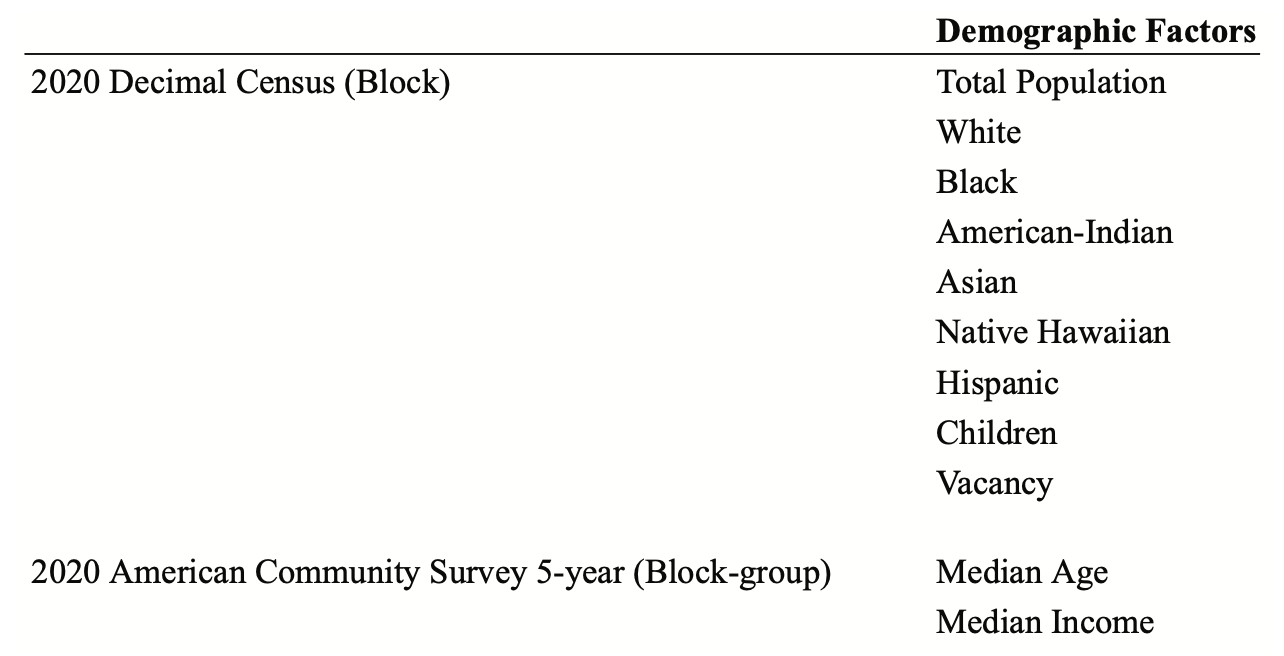 Demographic Factors
2020 Decimal Census (Block) Total Population
White
Black
American-Indian
Asian
Native Hawaiian
Hispanic
Children
Vacancy
2020 American Community Survey 5-year (Block-group) Median Age
Median Income